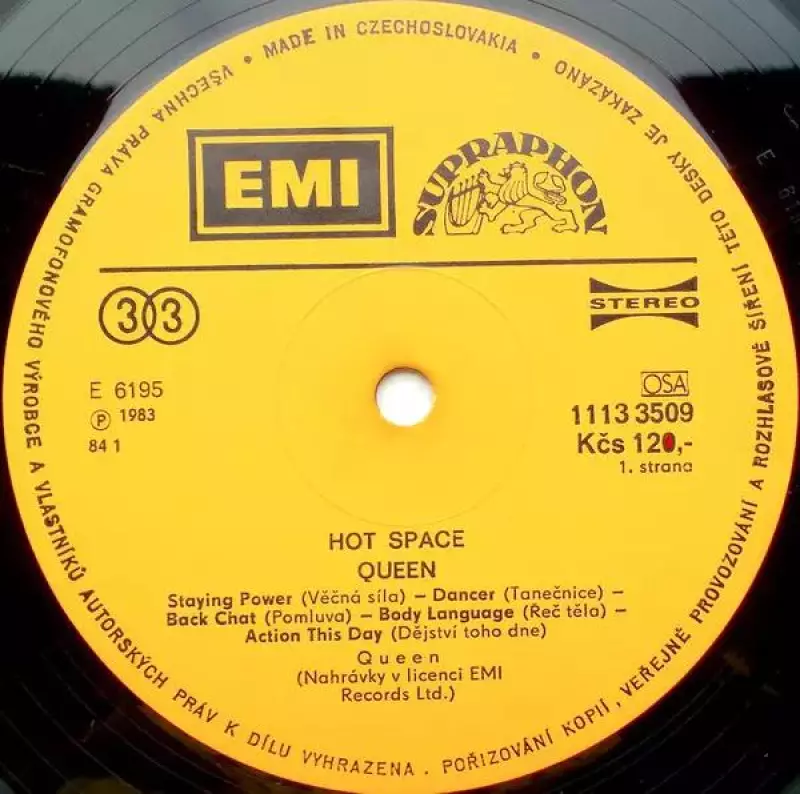 • MADE IN CZECHOSLOVAKIA •
VŠECHNA PRÁVA GRAMOFONOVÉHO VÝROBCE A VLASTNÍKŮ AUTORSKÝCH PRÁV K DÍLU VYHRAZENA . POŘIZOVÁNÍ KOPIÍ, VEŘEJNÉ PROVOZOVÁNÍ A ROZHLASOVÉ ŠÍŘENÍ TÉTO DESKY JE ZAKÁZÁNO
EMI
SUPRAPHON
33
STEREO
E 6195
Ⓟ 1983
84 1
OSA
1113 3509
Kčs 120,-
1. strana
HOT SPACE
QUEEN
Staying Power (Věčná síla) – Dancer (Tanečnice) –
Back Chat (Pomluva) – Body Language (Řeč těla) –
Action This Day (Dějství toho dne)
Queen
(Nahrávky v licenci EMI
Records Ltd.)